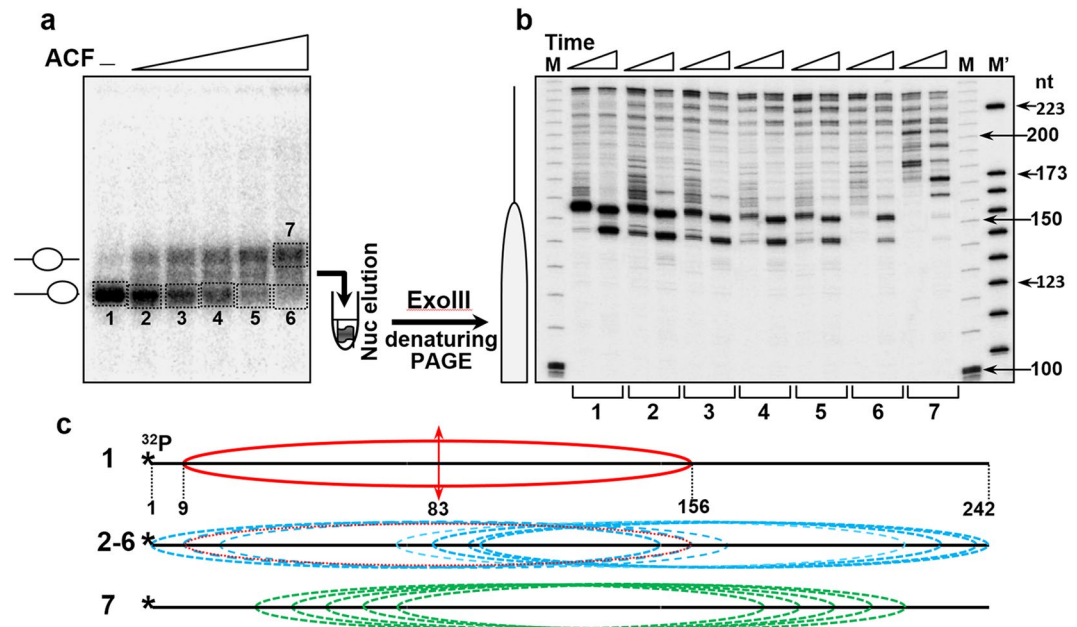 a
ACF –
7
1 2 3 4 5 6
Nuc elution
ExoIII
denaturing
PAGE
b
Time
M
M M'
nt
223
200
173
150
123
100
1 2 3 4 5 6 7
c
1 * 32P
1 9 83 156 242
2-6 *
7 *